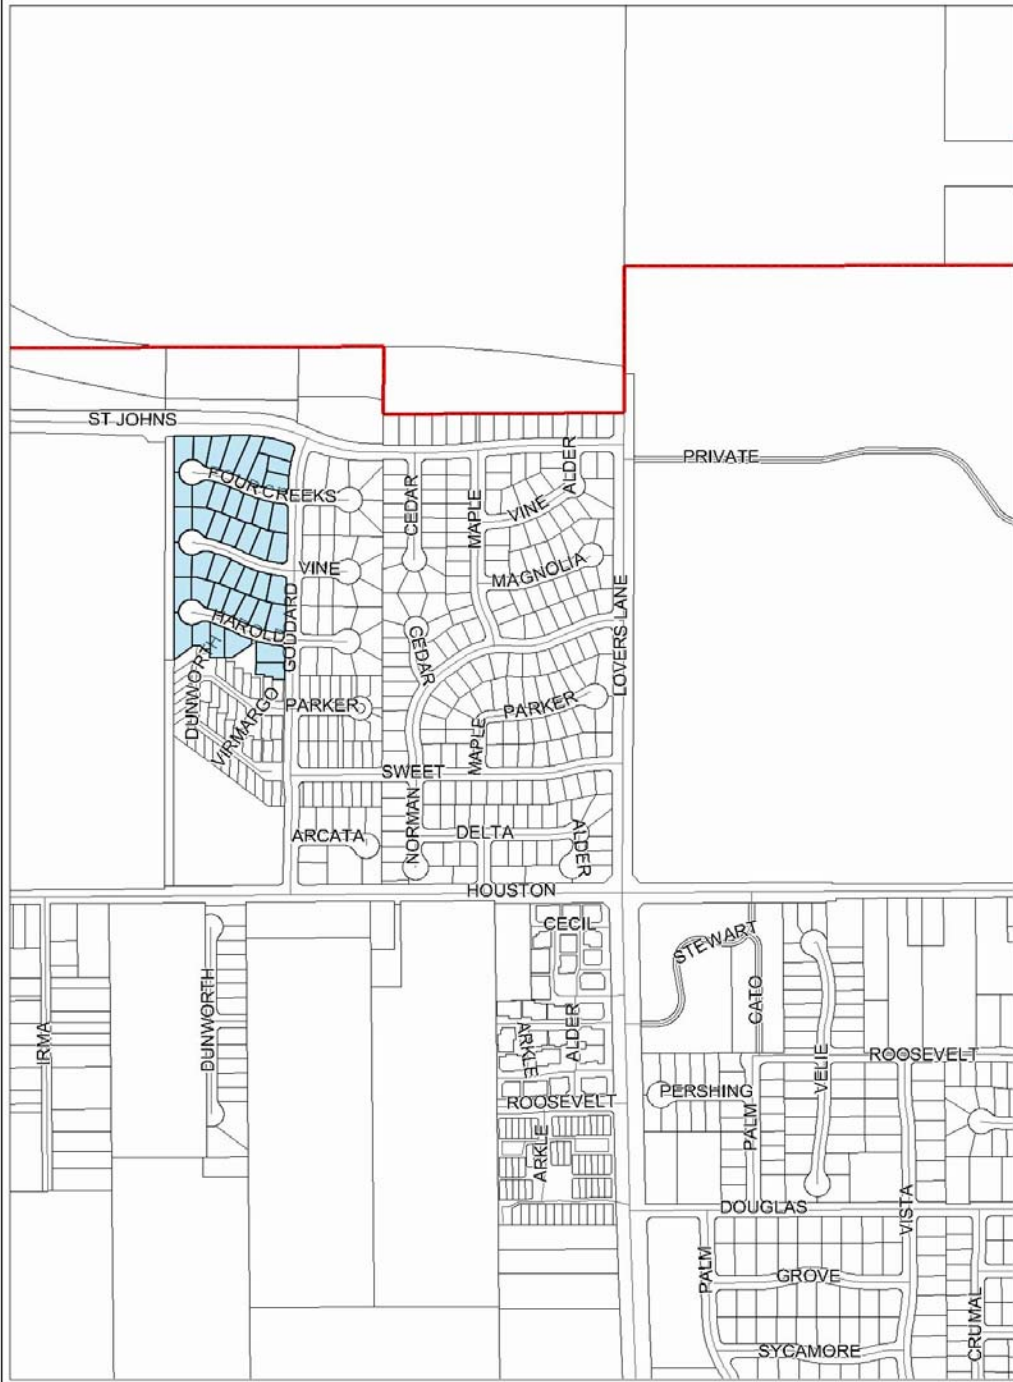 ST JOHNS
PRIVATE
ALDER
CEDAR
MAPLE
FOUR CREEKS
VINE
VINE
MAGNOLIA
GODDARD
LOVERS LANE
HAROLD
CEDAR
DUNWORTH
VIRMARGO
PARKER
PARKER
MAPLE
SWEET
NORMAN
ARCATA
DELTA
ALDER
HOUSTON
CECIL
STEWART
CATO
IRMA
DUNWORTH
ARKLE
ALDER
VELIE
ROOSEVELT
PERSHING
ROOSEVELT
PALM
ARKLE
DOUGLAS
VISTA
PALM
GROVE
CRUMAL
SYCAMORE